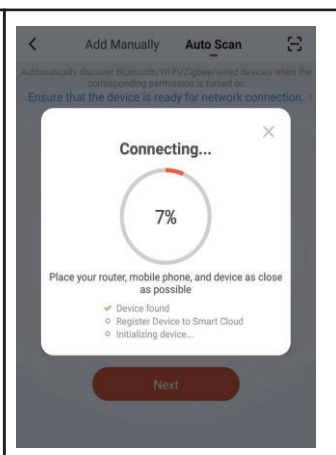 Add Manually Auto Scan
Automatically discover Bluetooth/Wi-Fi/Zigbee/wired devices when the
corresponding permission is turned on.
Ensure that the device is ready for network connection. >
Connecting...
7%
Place your router, mobile phone, and device as close
as possible
Device found
Register Device to Smart Cloud
Initializing device...
Next